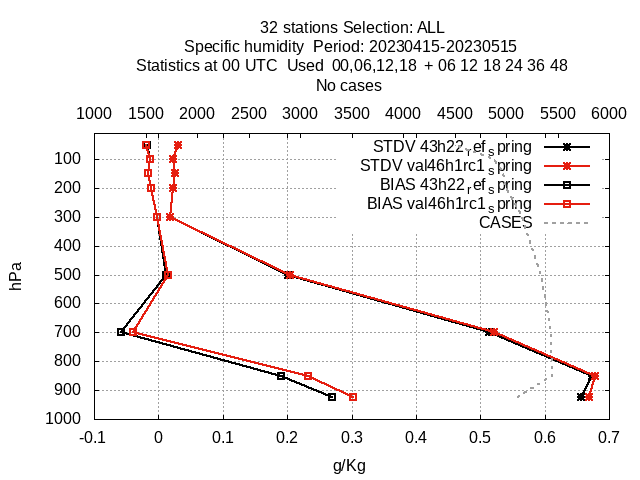 32 stations Selection: ALL
Specific humidity  Period: 20230415-20230515
Statistics at 00 UTC  Used  00,06,12,18  + 06 12 18 24 36 48
No cases
1000 1500 2000 2500 3000 3500 4000 4500 5000 5500 6000
STDV 43h22_ref_spring
STDV val46h1rc1_spring
BIAS 43h22_ref_spring
BIAS val46h1rc1_spring
CASES
100
200
300
400
500
600
700
800
900
1000
hPa
-0.1 0 0.1 0.2 0.3 0.4 0.5 0.6 0.7
g/Kg